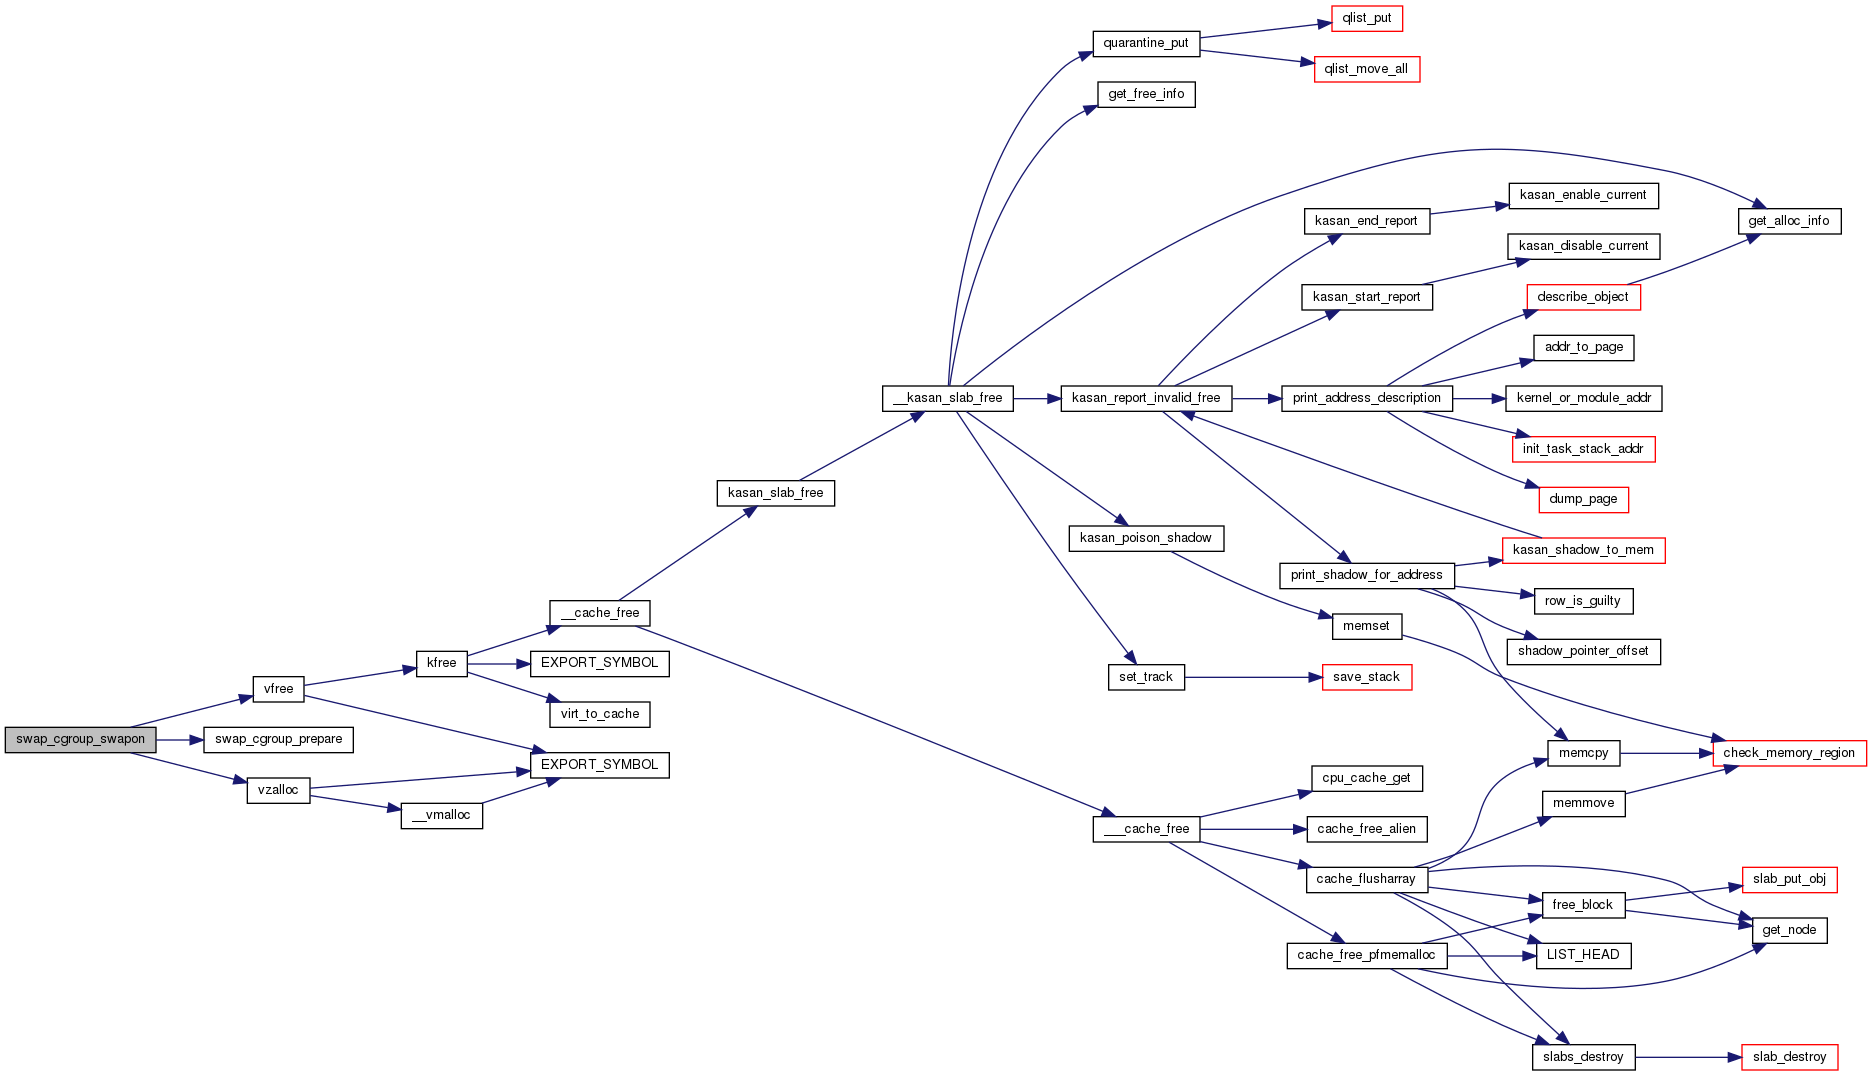 qlist_put
quarantine_put
qlist_move_all
get_free_info
kasan_enable_current
kasan_end_report
get_alloc_info
kasan_disable_current
kasan_start_report
describe_object
addr_to_page
__kasan_slab_free
kasan_report_invalid_free
print_address_description
kernel_or_module_addr
init_task_stack_addr
kasan_slab_free
dump_page
kasan_poison_shadow
kasan_shadow_to_mem
print_shadow_for_address
row_is_guilty
__cache_free
memset
shadow_pointer_offset
kfree
EXPORT_SYMBOL
set_track
save_stack
vfree
virt_to_cache
swap_cgroup_swapon
swap_cgroup_prepare
memcpy
check_memory_region
EXPORT_SYMBOL
cpu_cache_get
vzalloc
memmove
__vmalloc
___cache_free
cache_free_alien
cache_flusharray
slab_put_obj
free_block
get_node
cache_free_pfmemalloc
LIST_HEAD
slabs_destroy
slab_destroy